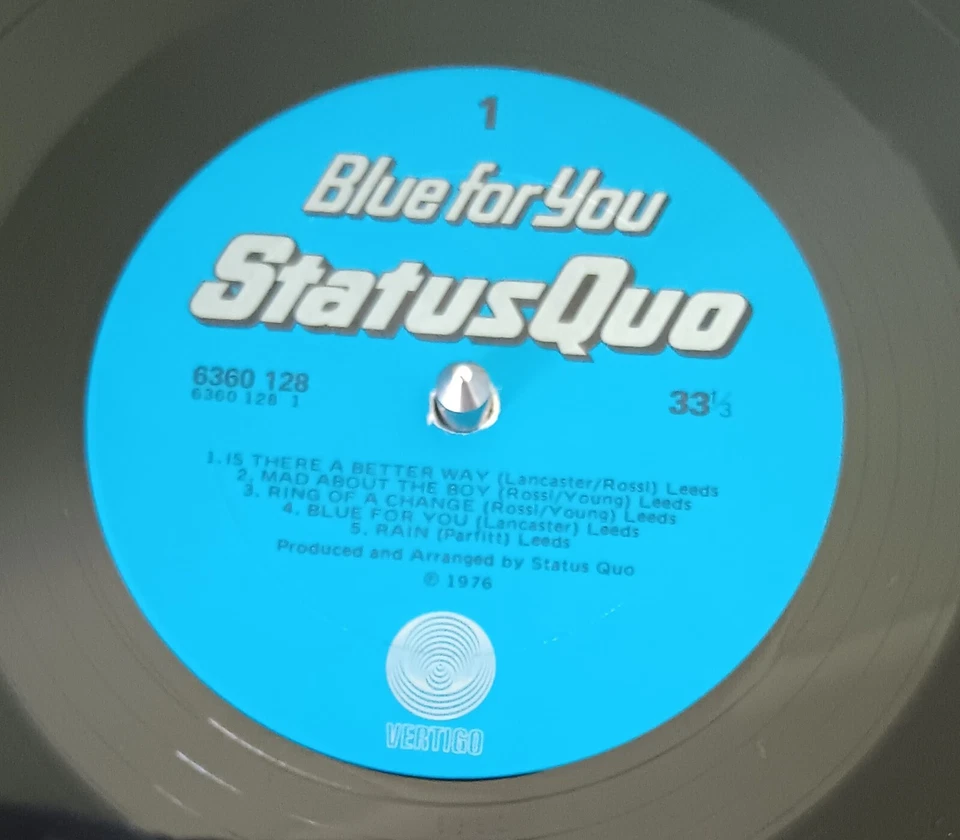 1
Blue for You
Status Quo
6360 128
6360 128 1
33⅓
1. IS THERE A BETTER WAY (Lancaster/Rossi) Leeds
2. MAD ABOUT THE BOY (Rossi/Young) Leeds
3. RING OF A CHANGE (Rossi/Young) Leeds
4. BLUE FOR YOU (Lancaster) Leeds
5. RAIN (Parfitt) Leeds
Produced and Arranged by Status Quo
℗ 1976
VERTIGO